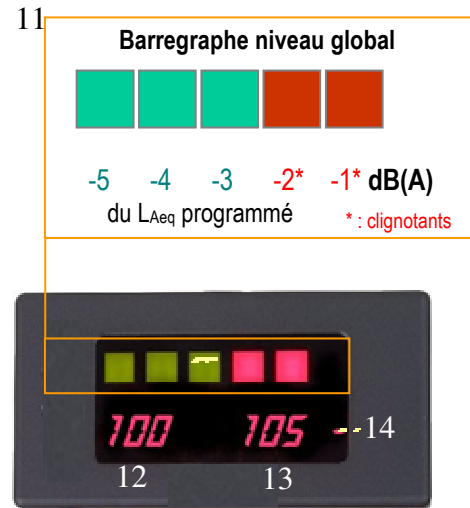 11
Barregraphe niveau global
-5 -4 -3 -2* -1* dB(A)
du LAeq programmé
* : clignotants
100 105 14
12 13